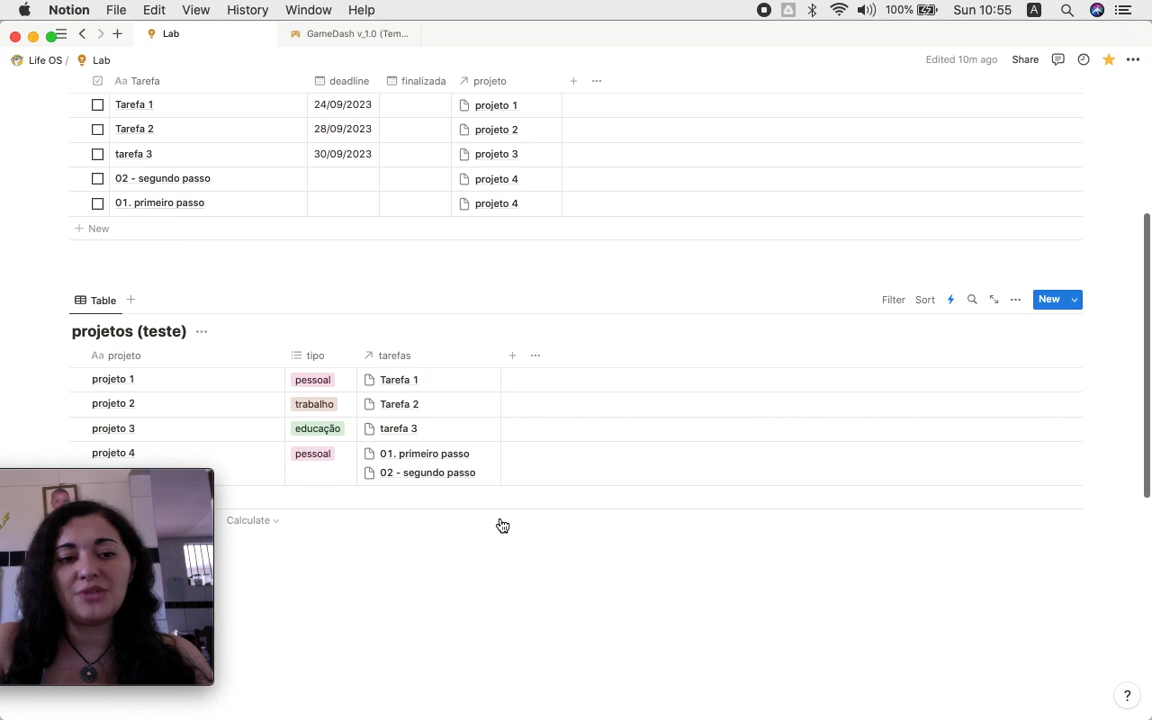 Notion File Edit View History Window Help 100% Sun 10:55 A
Lab GameDash v_1.0 (Tem...
Life OS / Lab Edited 10m ago Share
Aa Tarefa deadline finalizada projeto
Tarefa 1 24/09/2023 projeto 1
Tarefa 2 28/09/2023 projeto 2
tarefa 3 30/09/2023 projeto 3
02 - segundo passo projeto 4
01. primeiro passo projeto 4
+ New
Table Filter Sort New
projetos (teste)
Aa projeto tipo tarefas
projeto 1 pessoal Tarefa 1
projeto 2 trabalho Tarefa 2
projeto 3 educação tarefa 3
projeto 4 pessoal 01. primeiro passo
02 - segundo passo
Calculate
?